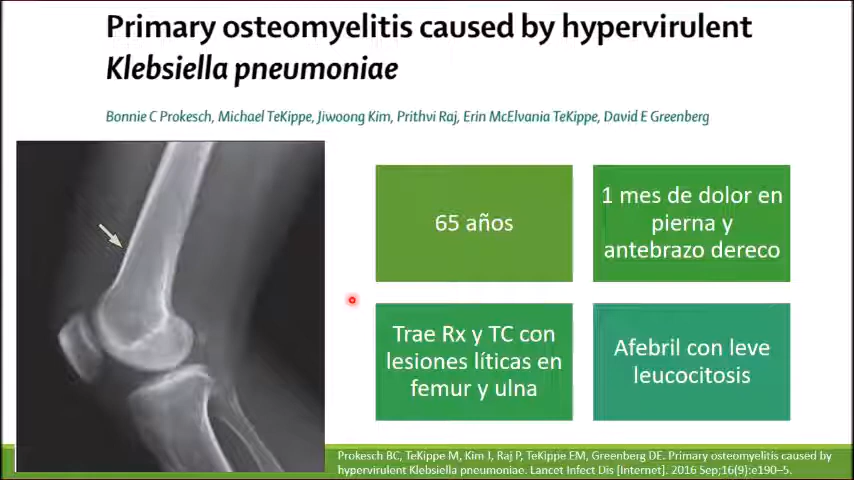 Primary osteomyelitis caused by hypervirulent
Klebsiella pneumoniae
Bonnie C Prokesch, Michael TeKippe, Jiwoong Kim, Prithvi Raj, Erin McElvania TeKippe, David E Greenberg
65 años
1 mes de dolor en
pierna y
antebrazo dereco
Trae Rx y TC con
lesiones líticas en
femur y ulna
Afebril con leve
leucocitosis
Prokesch BC, TeKippe M, Kim J, Raj P, TeKippe EM, Greenberg DE. Primary osteomyelitis caused by
hypervirulent Klebsiella pneumoniae. Lancet Infect Dis [Internet]. 2016 Sep;16(9):e190–5.